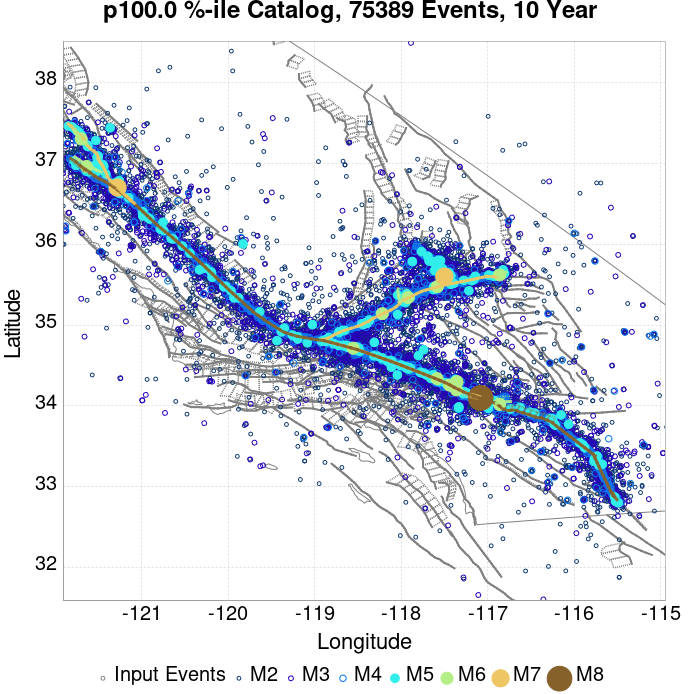 p100.0 %-ile Catalog, 75389 Events, 10 Year
38
37
36
35
34
33
32
Latitude
-121 -120 -119 -118 -117 -116 -115
Longitude
Input Events M2 M3 M4 M5 M6 M7 M8